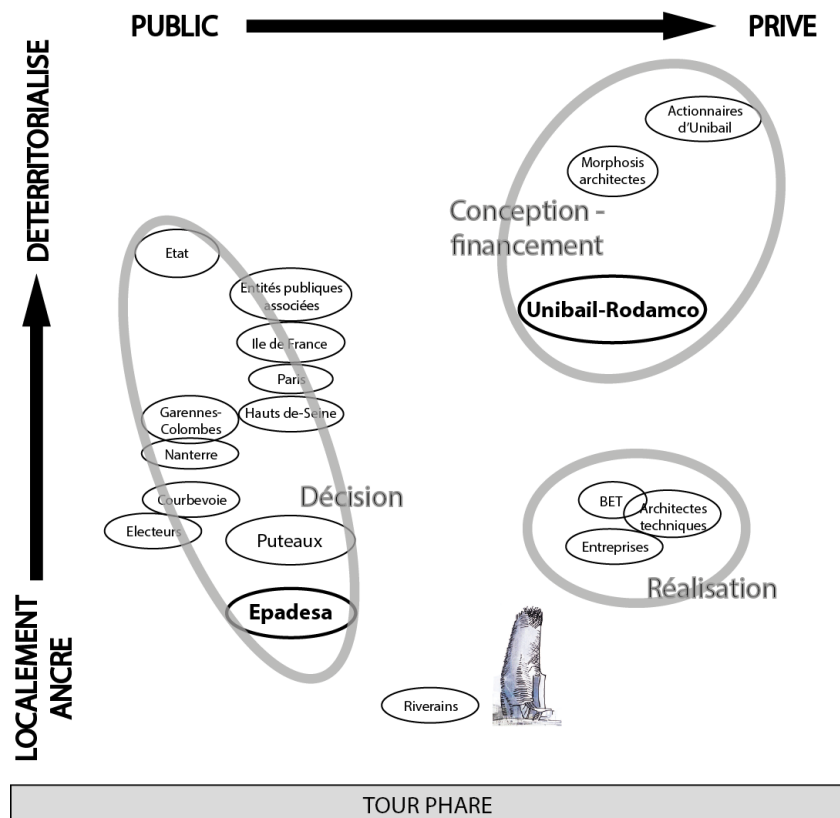 PUBLIC
PRIVE
DETERRITORIALISE
LOCALEMENT
ANCRE
Actionnaires
d'Unibail
Morphosis
architectes
Conception -
financement
Unibail-Rodamco
Etat
Entités publiques
associées
Ile de France
Paris
Garennes-
Colombes
Hauts de-Seine
Nanterre
Courbevoie
Décision
Electeurs
Puteaux
Epadesa
BET
Architectes
techniques
Entreprises
Réalisation
Riverains
TOUR PHARE